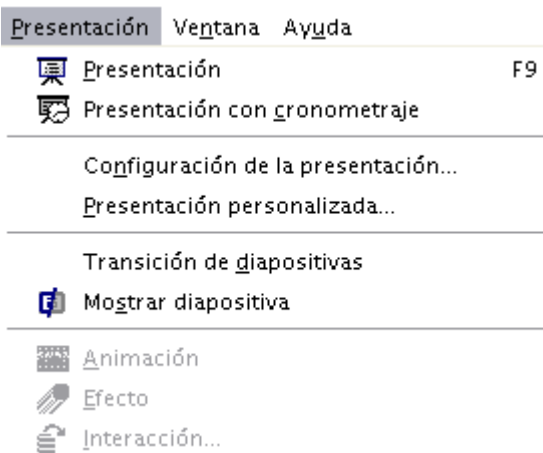 Presentación Ventana Ayuda
Presentación F9
Presentación con cronometraje
Configuración de la presentación...
Presentación personalizada...
Transición de diapositivas
Mostrar diapositiva
Animación
Efecto
Interacción...